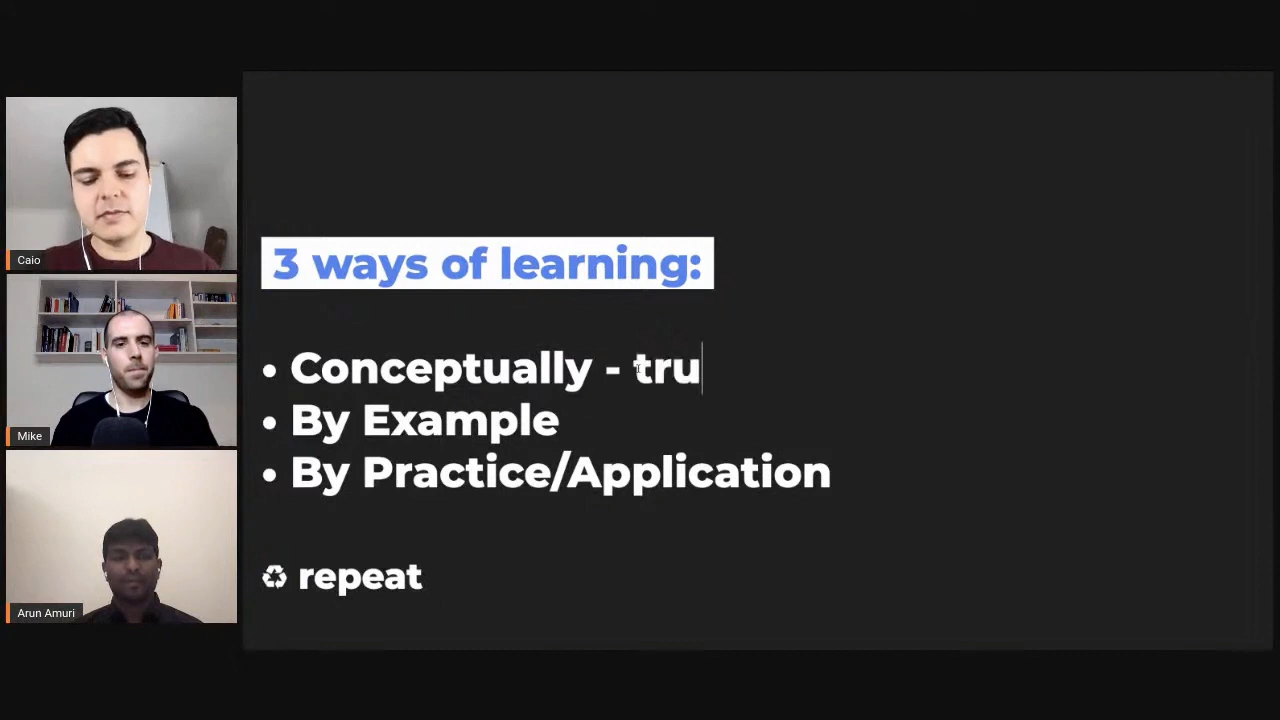 Caio
Mike
Arun Amuri
3 ways of learning:
• Conceptually - tru
• By Example
• By Practice/Application
♻ repeat